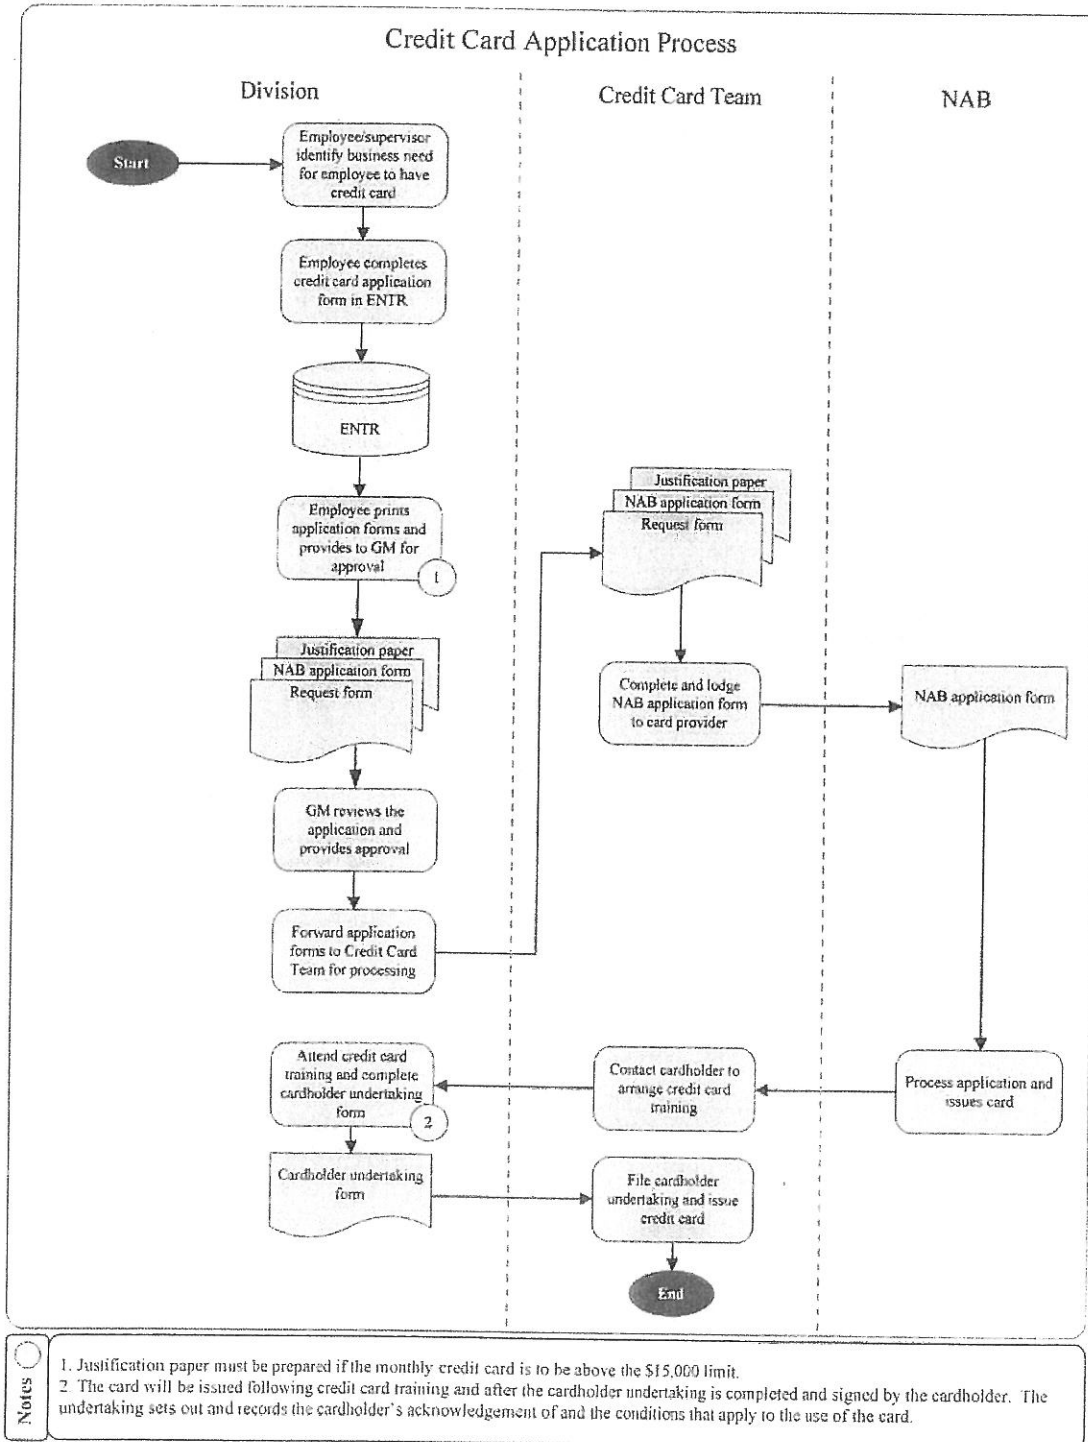 Credit Card Application Process
Division
Credit Card Team
NAB
Start
Employee/supervisor
identify business need
for employee to have
credit card
Employee completes
credit card application
form in ENTR
ENTR
Employee prints
application forms and
provides to GM for
approval
1
Justification paper
NAB application form
Request form
GM reviews the
application and
provides approval
Forward application
forms to Credit Card
Team for processing
Justification paper
NAB application form
Request form
Complete and lodge
NAB application form
to card provider
NAB application form
Process application and
issues card
Contact cardholder to
arrange credit card
training
Attend credit card
training and complete
cardholder undertaking
form
2
Cardholder undertaking
form
File cardholder
undertaking and issue
credit card
End
Notes
1. Justification paper must be prepared if the monthly credit card is to be above the $15,000 limit.
2. The card will be issued following credit card training and after the cardholder undertaking is completed and signed by the cardholder. The
undertaking sets out and records the cardholder's acknowledgement of and the conditions that apply to the use of the card.